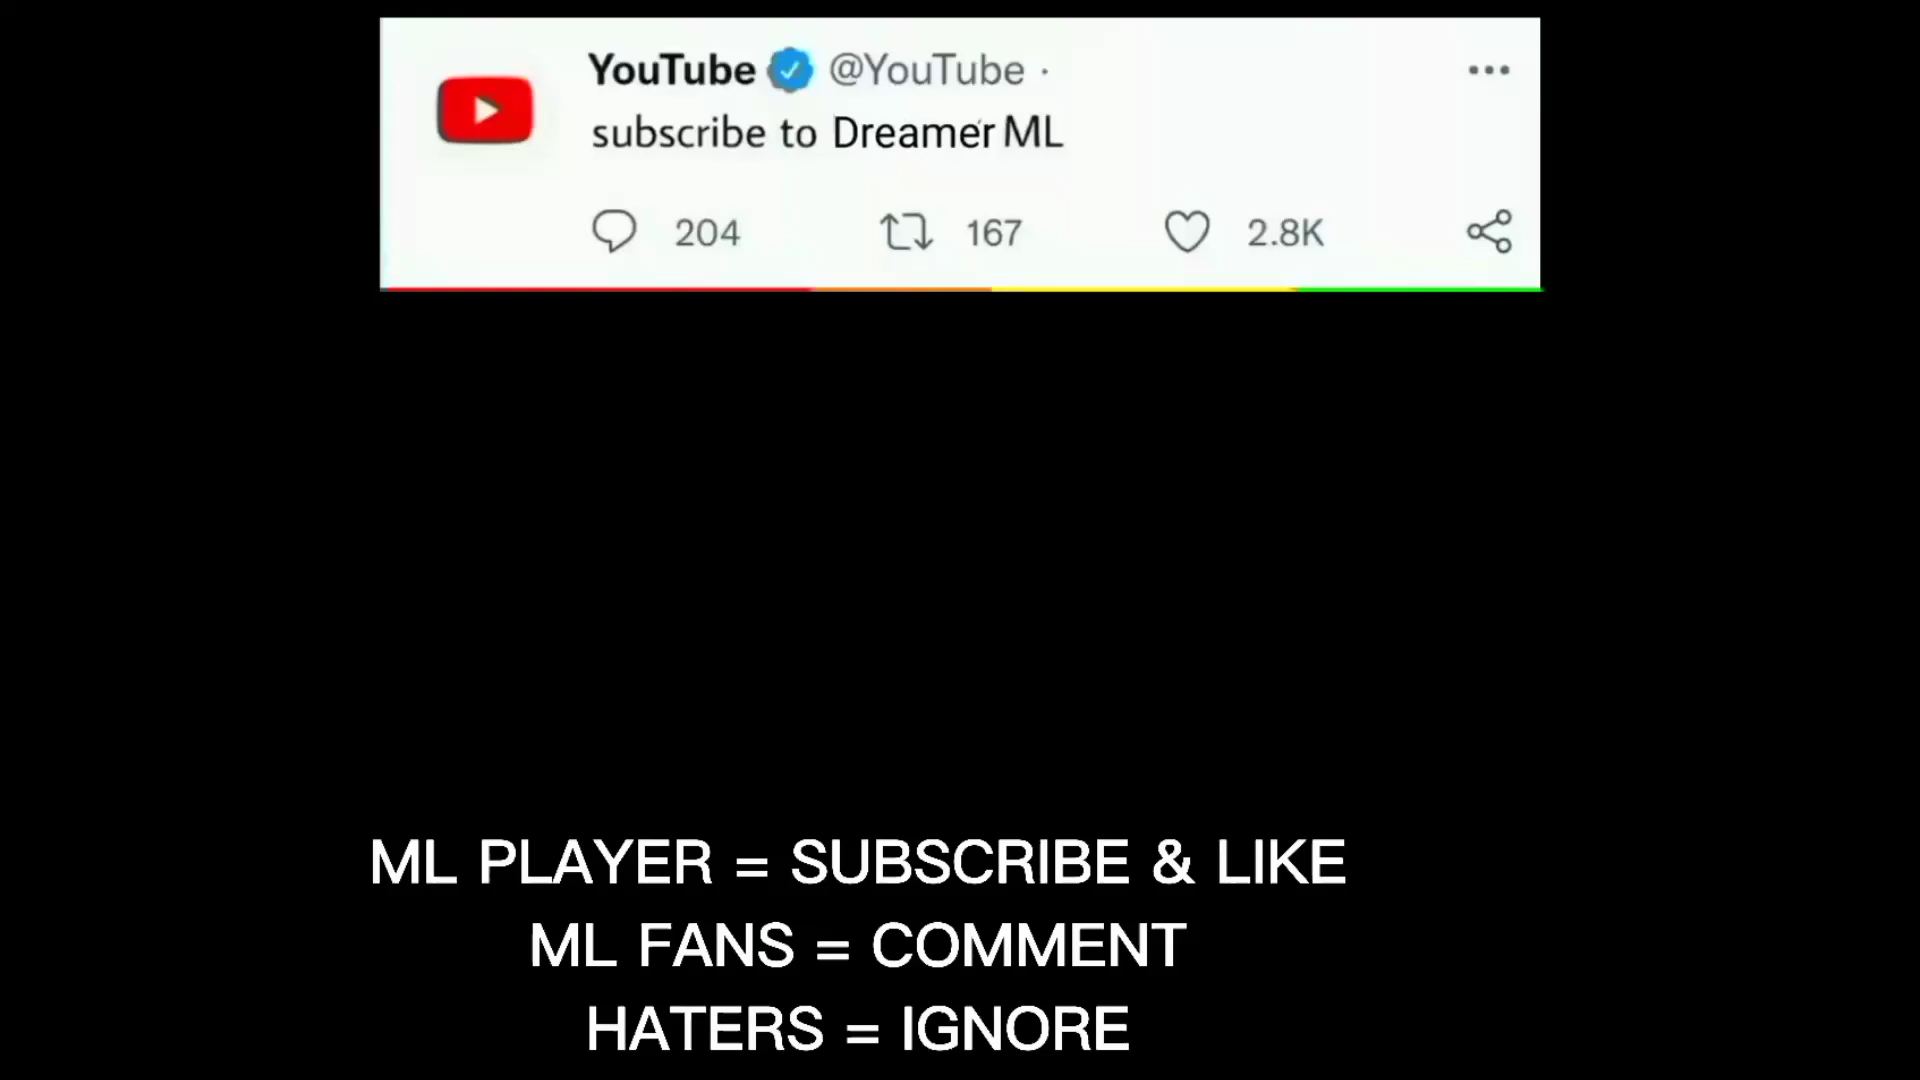 YouTube @YouTube ·
subscribe to Dreamer ML
204 167 2.8K
ML PLAYER = SUBSCRIBE & LIKE
ML FANS = COMMENT
HATERS = IGNORE